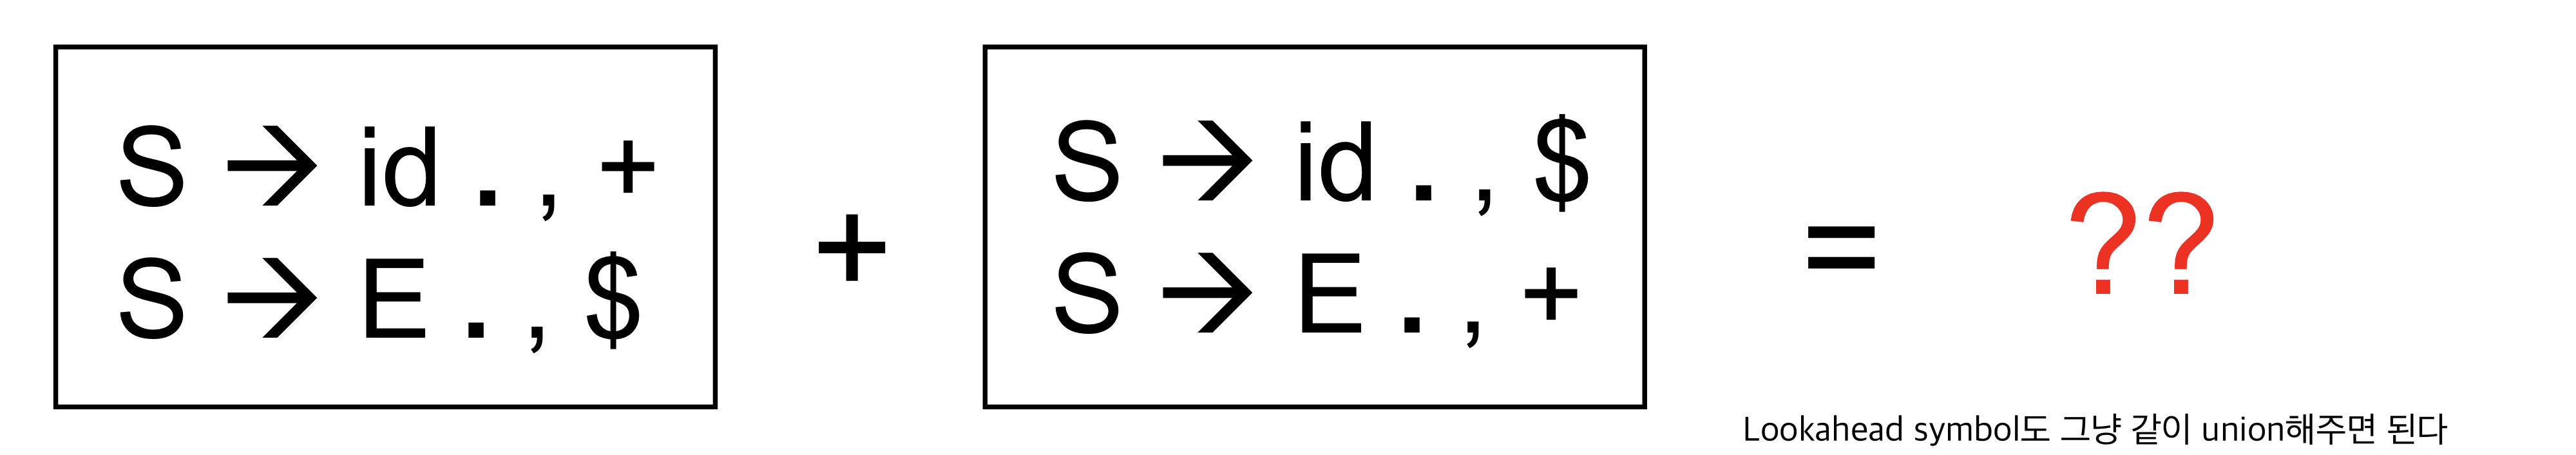 S → id . , +
S → E . , $
+
S → id . , $
S → E . , +
=
??
Lookahead symbol도 그냥 같이 union해주면 된다